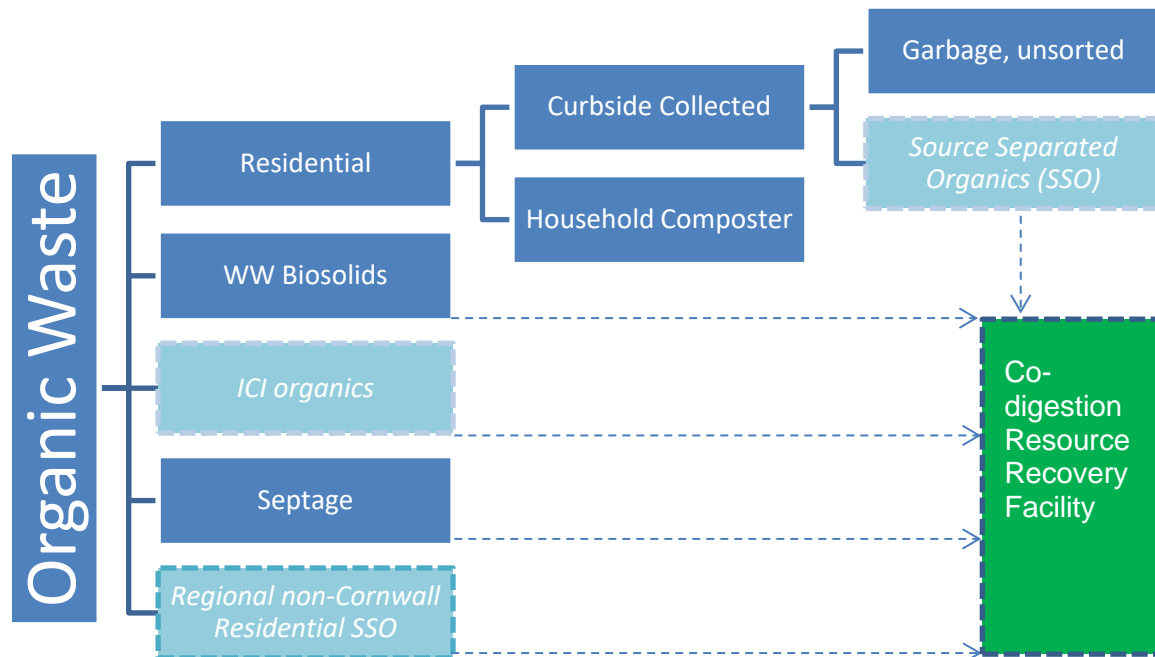 Organic Waste
Residential
WW Biosolids
ICI organics
Septage
Regional non-Cornwall
Residential SSO
Curbside Collected
Household Composter
Garbage, unsorted
Source Separated
Organics (SSO)
Co-
digestion
Resource
Recovery
Facility